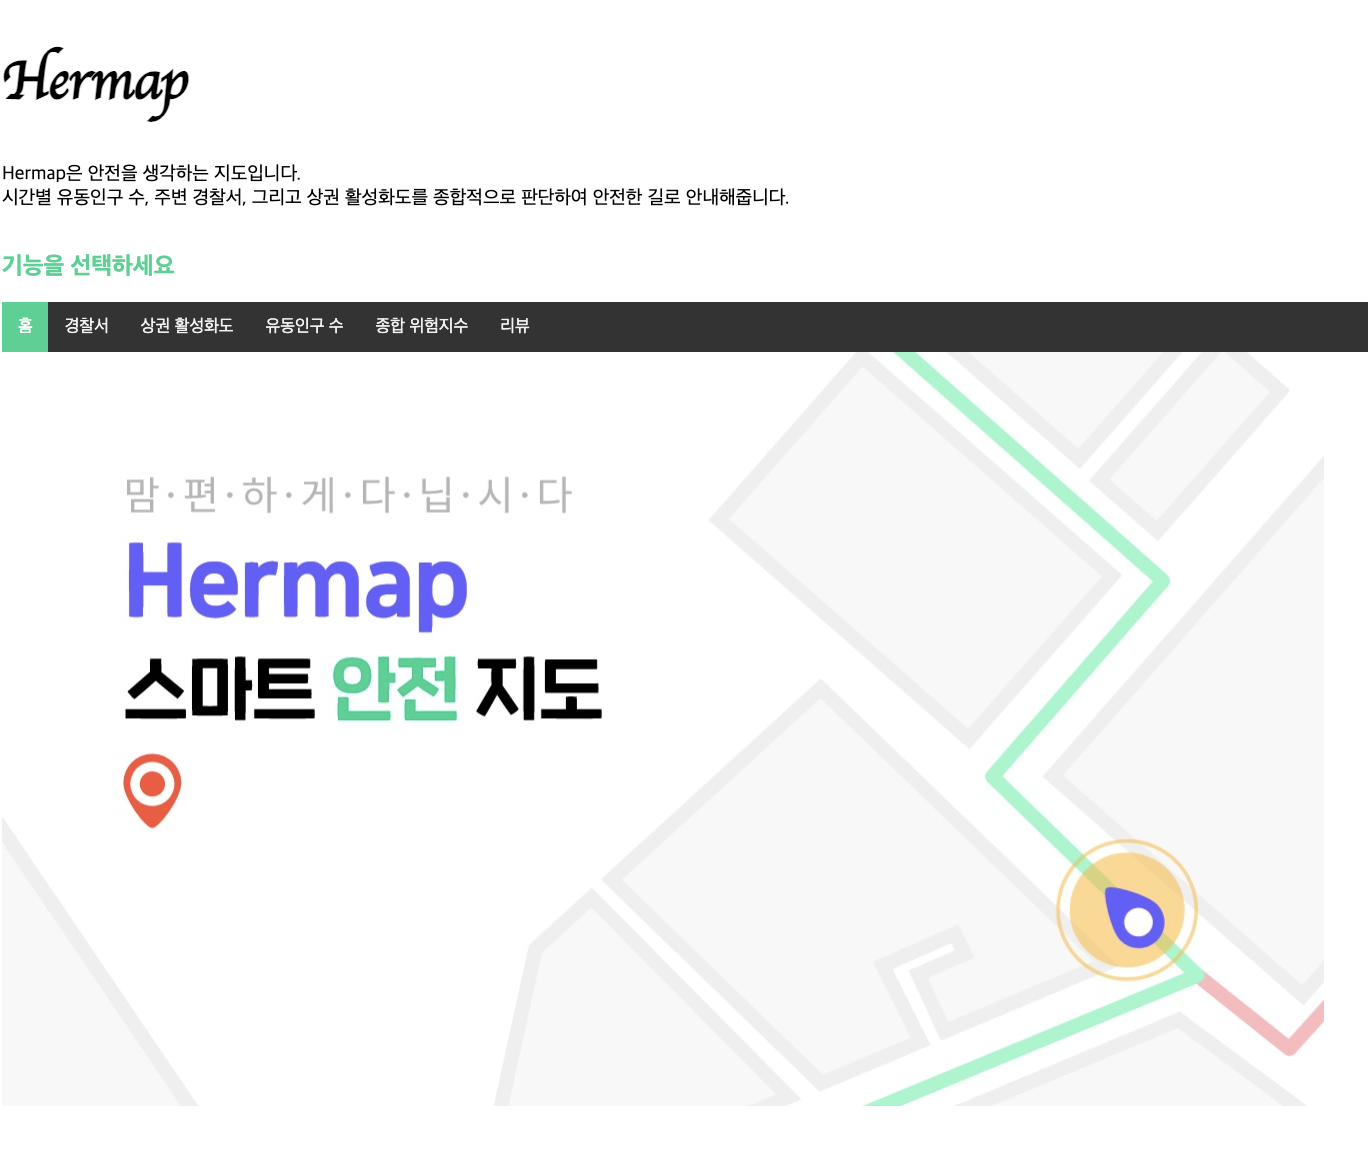 Hermap
Hermap은 안전을 생각하는 지도입니다.
시간별 유동인구 수, 주변 경찰서, 그리고 상권 활성화도를 종합적으로 판단하여 안전한 길로 안내해줍니다.
기능을 선택하세요
홈 경찰서 상권 활성화도 유동인구 수 종합 위험지수 리뷰
맘·편·하·게·다·닙·시·다
Hermap
스마트 안전 지도